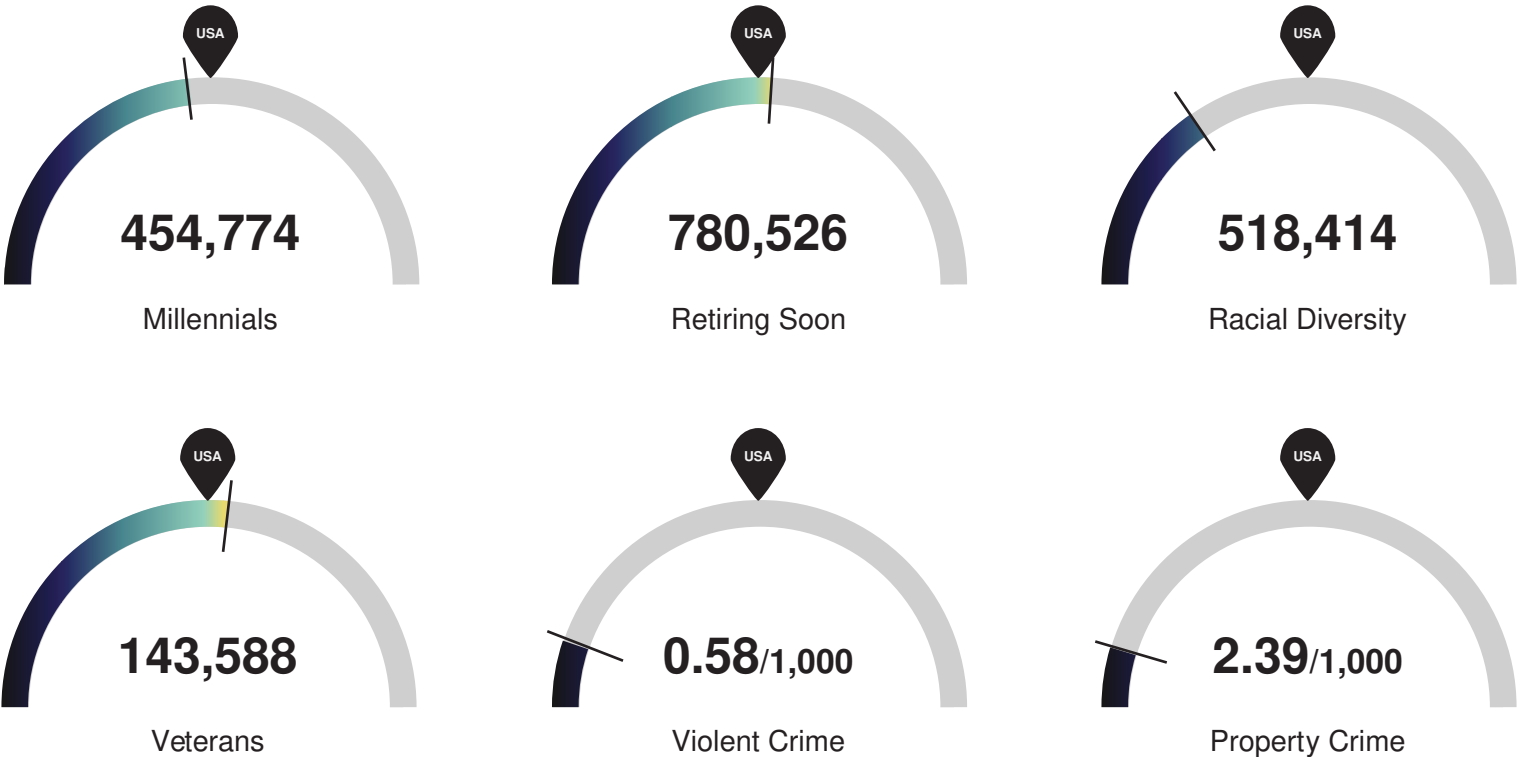 USA
USA
USA
454,774
780,526
518,414
Millennials
Retiring Soon
Racial Diversity
USA
USA
USA
143,588
0.58/1,000
2.39/1,000
Veterans
Violent Crime
Property Crime